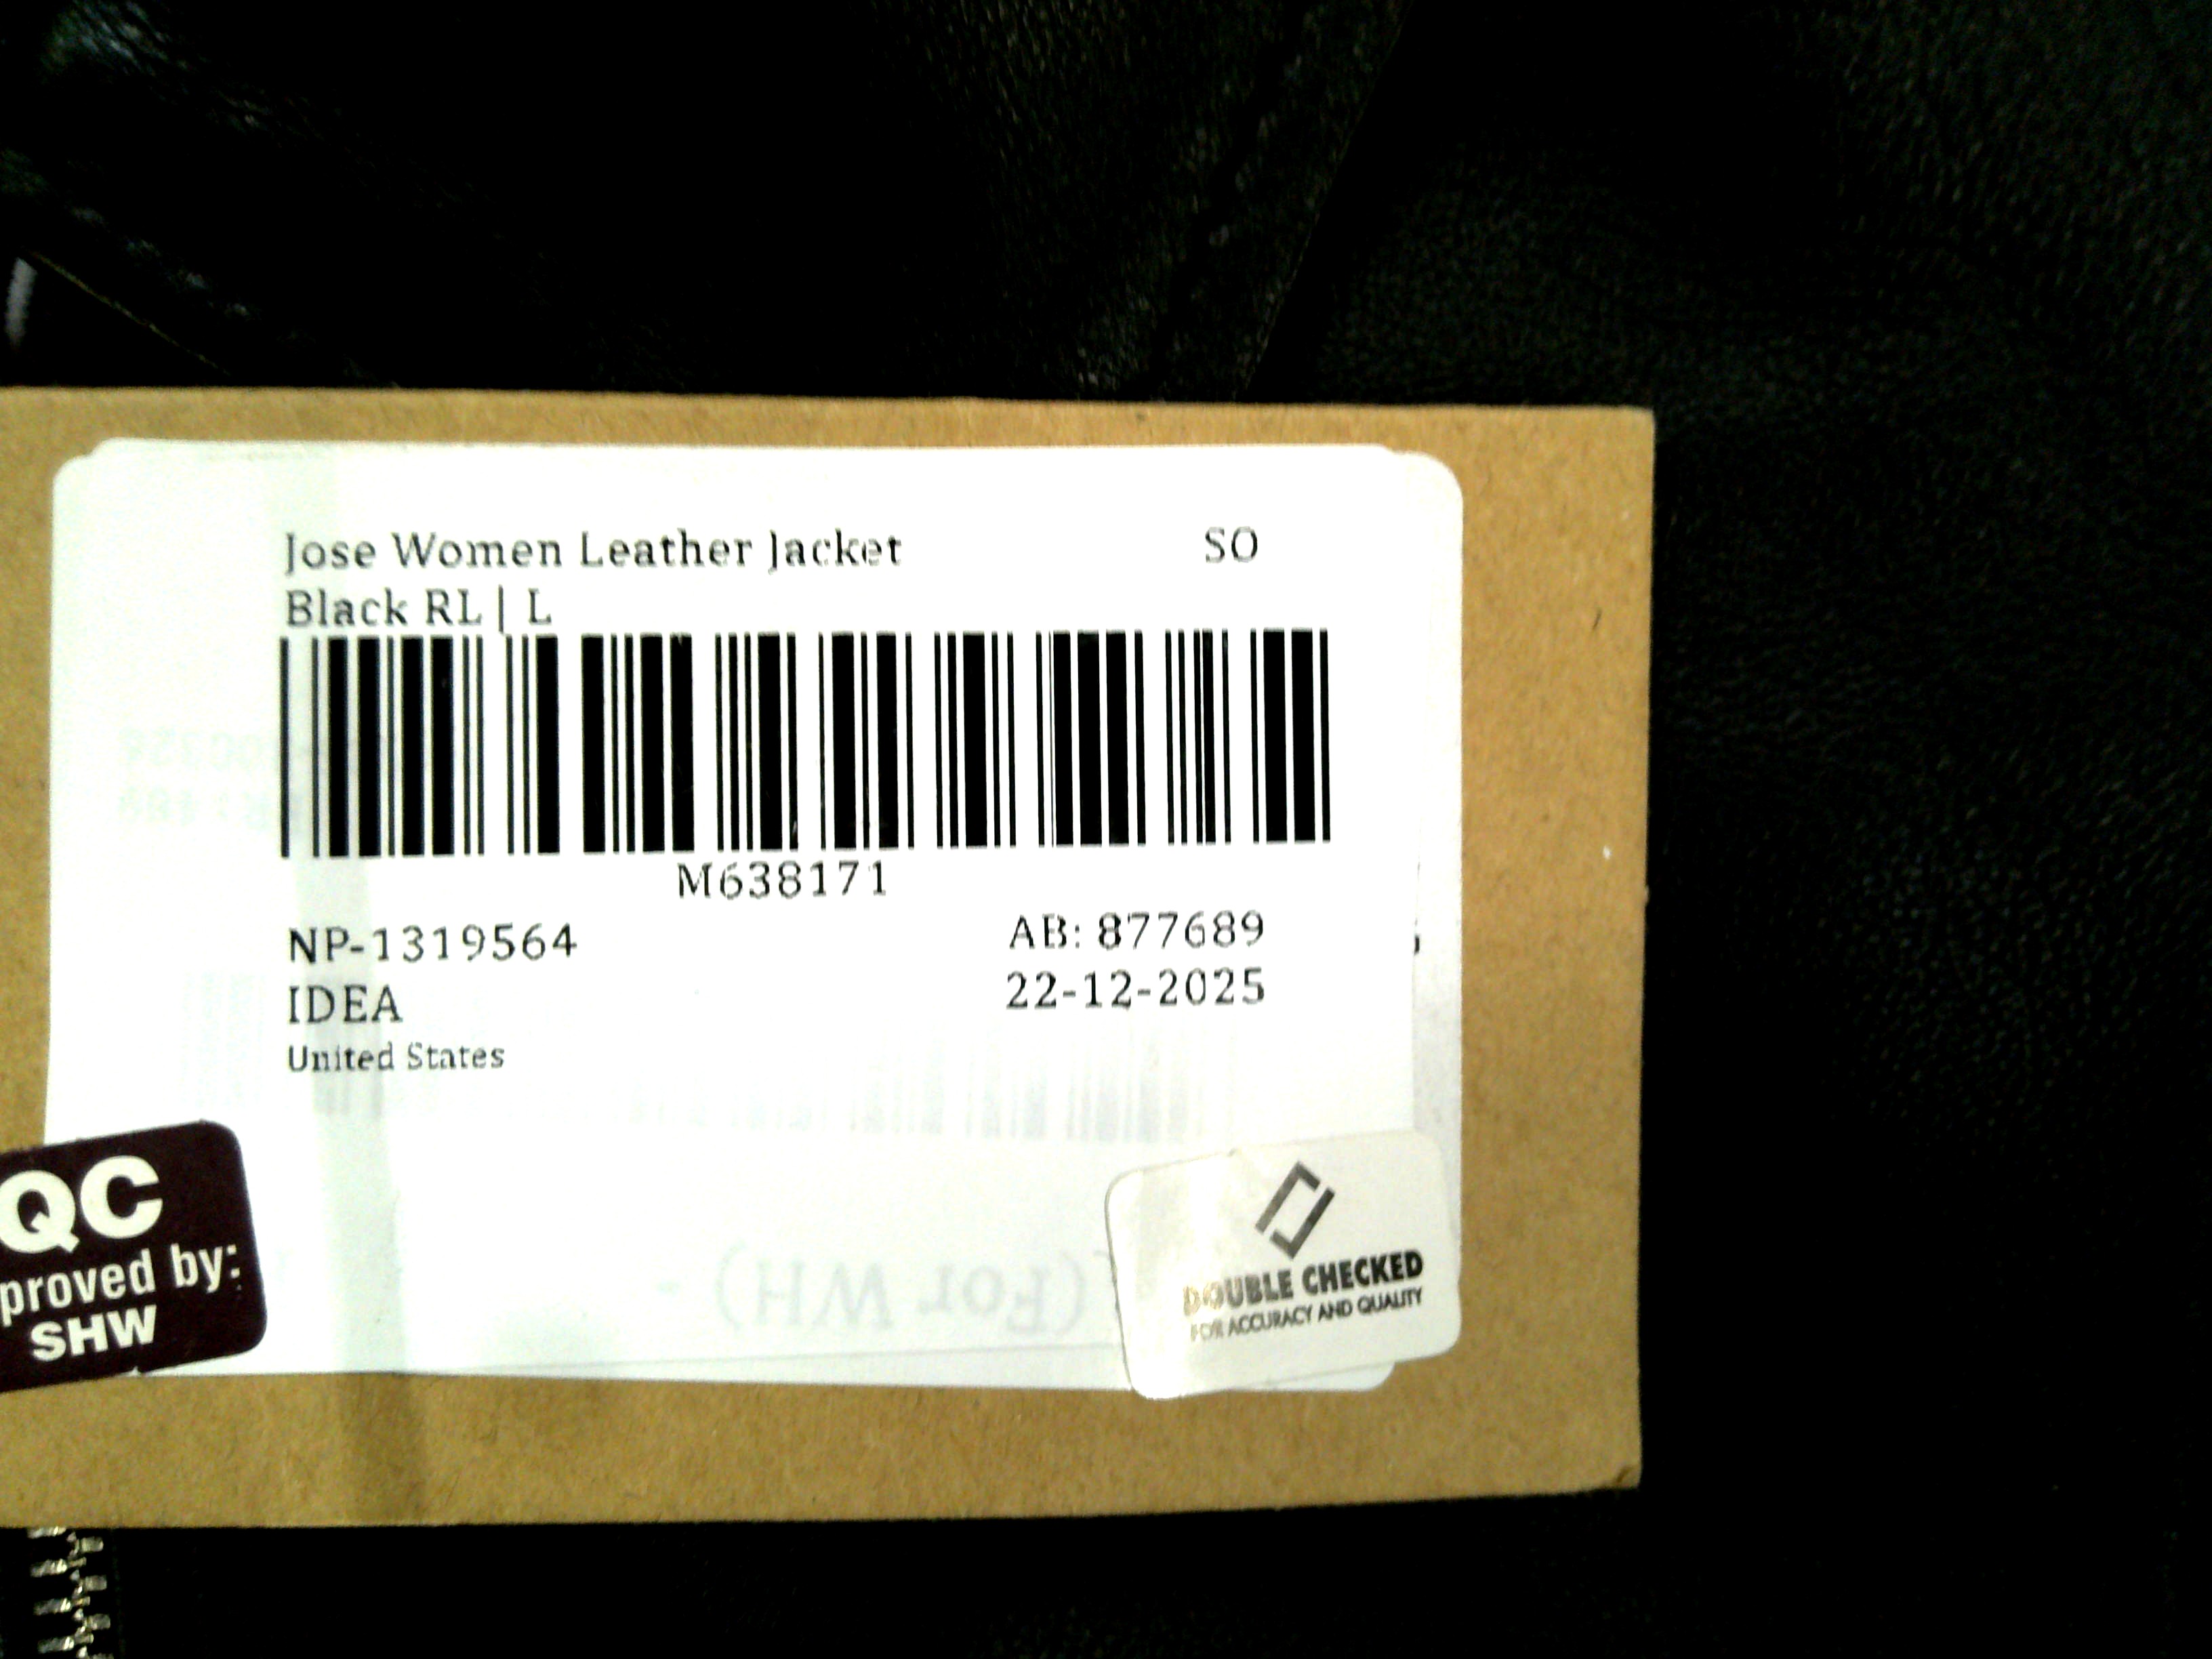 Jose Women Leather Jacket SO
Black RL | L
M638171
NP-1319564 AB: 877689
IDEA 22-12-2025
United States
QC
proved by:
SHW
(For WH) -
DOUBLE CHECKED
FOR ACCURACY AND QUALITY